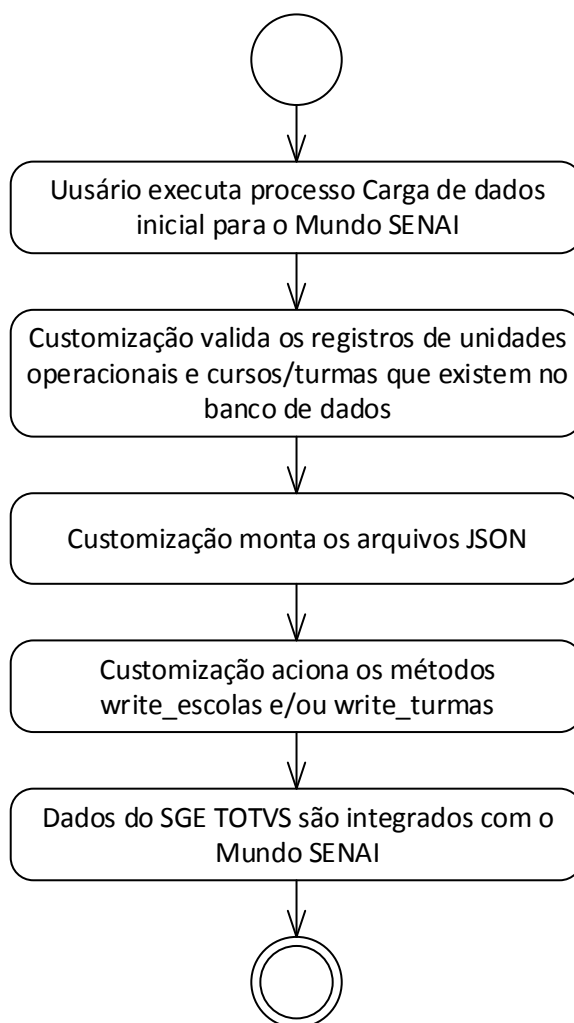 Uusário executa processo Carga de dados
inicial para o Mundo SENAI
Customização valida os registros de unidades
operacionais e cursos/turmas que existem no
banco de dados
Customização monta os arquivos JSON
Customização aciona os métodos
write_escolas e/ou write_turmas
Dados do SGE TOTVS são integrados com o
Mundo SENAI